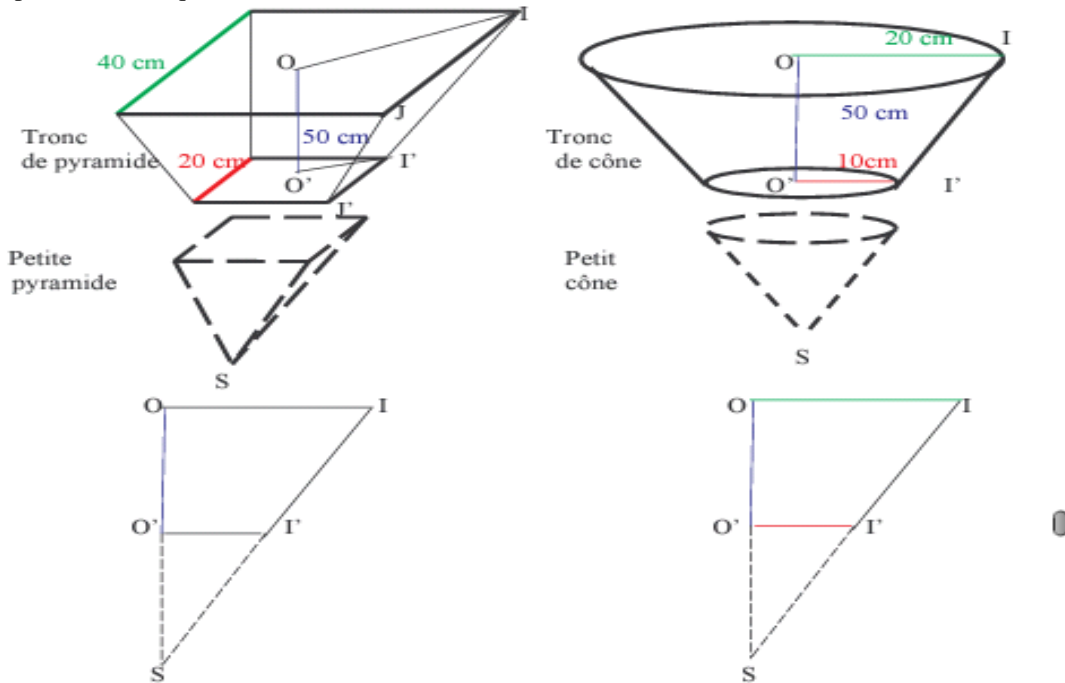 I
40 cm
O
J
Tronc
de pyramide
50 cm
20 cm
I'
O'
I'
Petite
pyramide
S
20 cm
I
O
Tronc
de cône
50 cm
10cm
O'
I'
Petit
cône
S
O
I
O'
I'
S
O
I
O'
I'
S